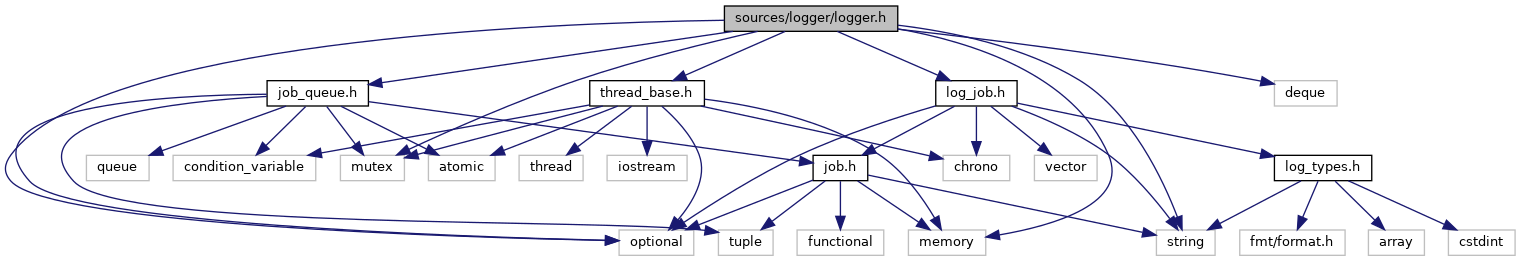 sources/logger/logger.h
job_queue.h
thread_base.h
log_job.h
deque
queue
condition_variable
mutex
atomic
thread
iostream
job.h
chrono
vector
log_types.h
optional
tuple
functional
memory
string
fmt/format.h
array
cstdint